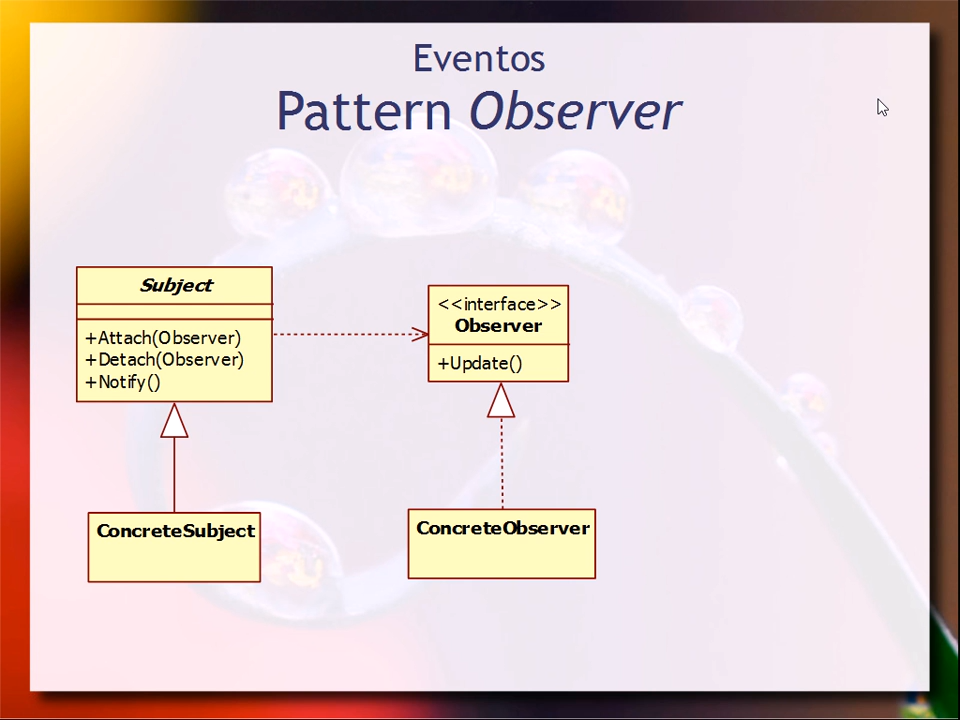 Eventos
Pattern Observer
Subject
+Attach(Observer)
+Detach(Observer)
+Notify()
<<interface>>
Observer
+Update()
ConcreteSubject
ConcreteObserver